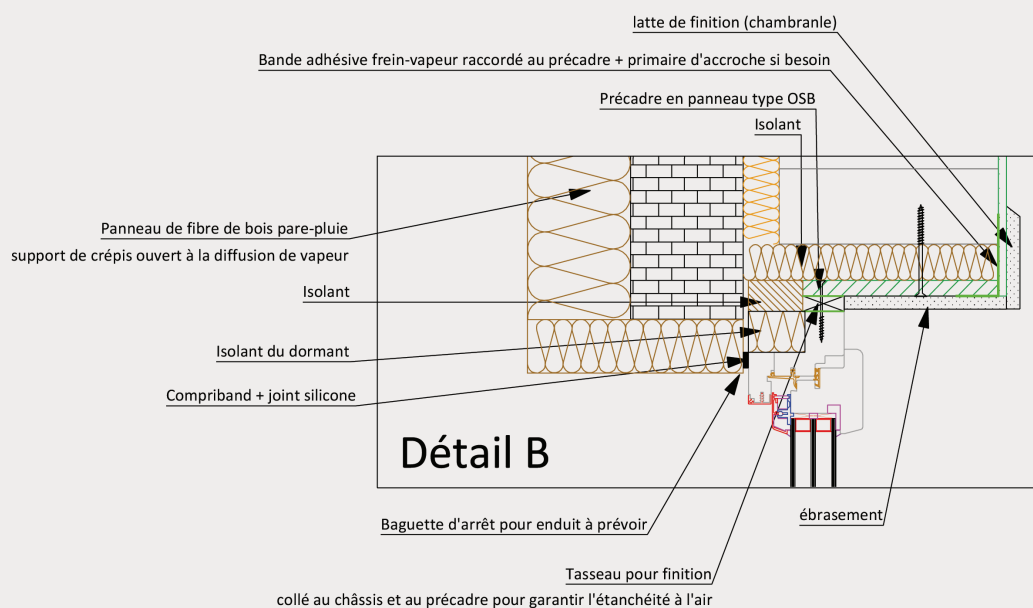 latte de finition (chambranle)
Bande adhésive frein-vapeur raccordé au précadre + primaire d'accroche si besoin
Précadre en panneau type OSB
Isolant
Panneau de fibre de bois pare-pluie
support de crépis ouvert à la diffusion de vapeur
Isolant
Isolant du dormant
Compriband + joint silicone
Détail B
Baguette d'arrêt pour enduit à prévoir
ébrasement
Tasseau pour finition
collé au châssis et au précadre pour garantir l'étanchéité à l'air